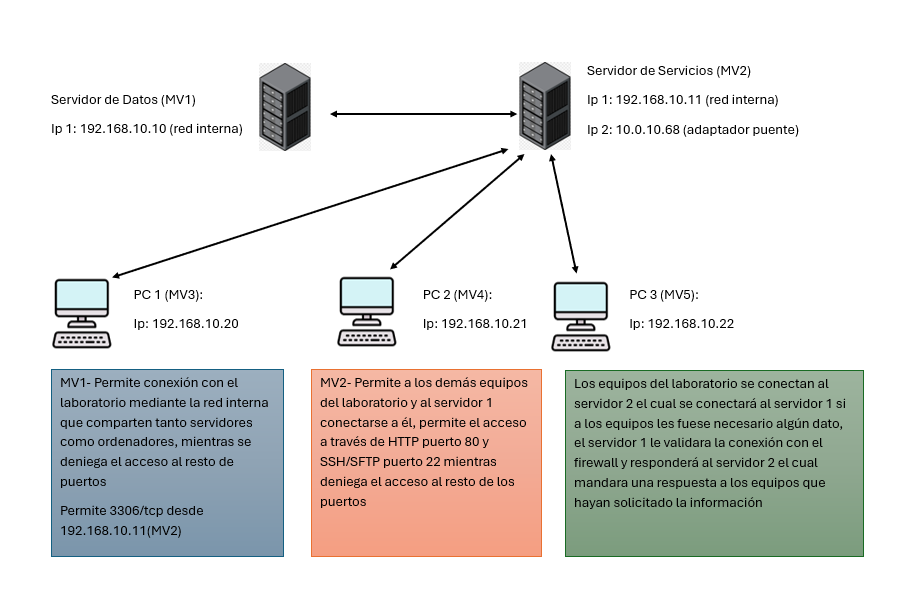 Servidor de Servicios (MV2)
Servidor de Datos (MV1)
Ip 1: 192.168.10.11 (red interna)
Ip 1: 192.168.10.10 (red interna)
Ip 2: 10.0.10.68 (adaptador puente)
PC 1 (MV3):
Ip: 192.168.10.20
PC 2 (MV4):
Ip: 192.168.10.21
PC 3 (MV5):
Ip: 192.168.10.22
MV1- Permite conexión con el
laboratorio mediante la red interna
que comparten tanto servidores
como ordenadores, mientras se
deniega el acceso al resto de
puertos
Permite 3306/tcp desde
192.168.10.11(MV2)
MV2- Permite a los demás equipos
del laboratorio y al servidor 1
conectarse a él, permite el acceso
a través de HTTP puerto 80 y
SSH/SFTP puerto 22 mientras
deniega el acceso al resto de los
puertos
Los equipos del laboratorio se conectan al
servidor 2 el cual se conectará al servidor 1 si
a los equipos les fuese necesario algún dato,
el servidor 1 le validara la conexión con el
firewall y responderá al servidor 2 el cual
mandara una respuesta a los equipos que
hayan solicitado la información